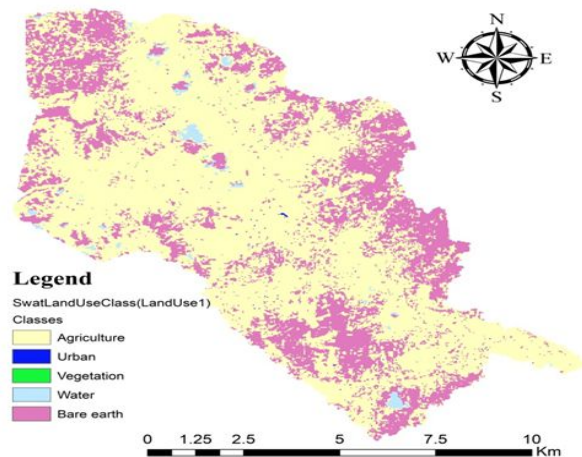 N
W E
S
Legend
SwatLandUseClass(LandUse1)
Classes
Agriculture
Urban
Vegetation
Water
Bare earth
0 1.25 2.5 5 7.5 10
Km